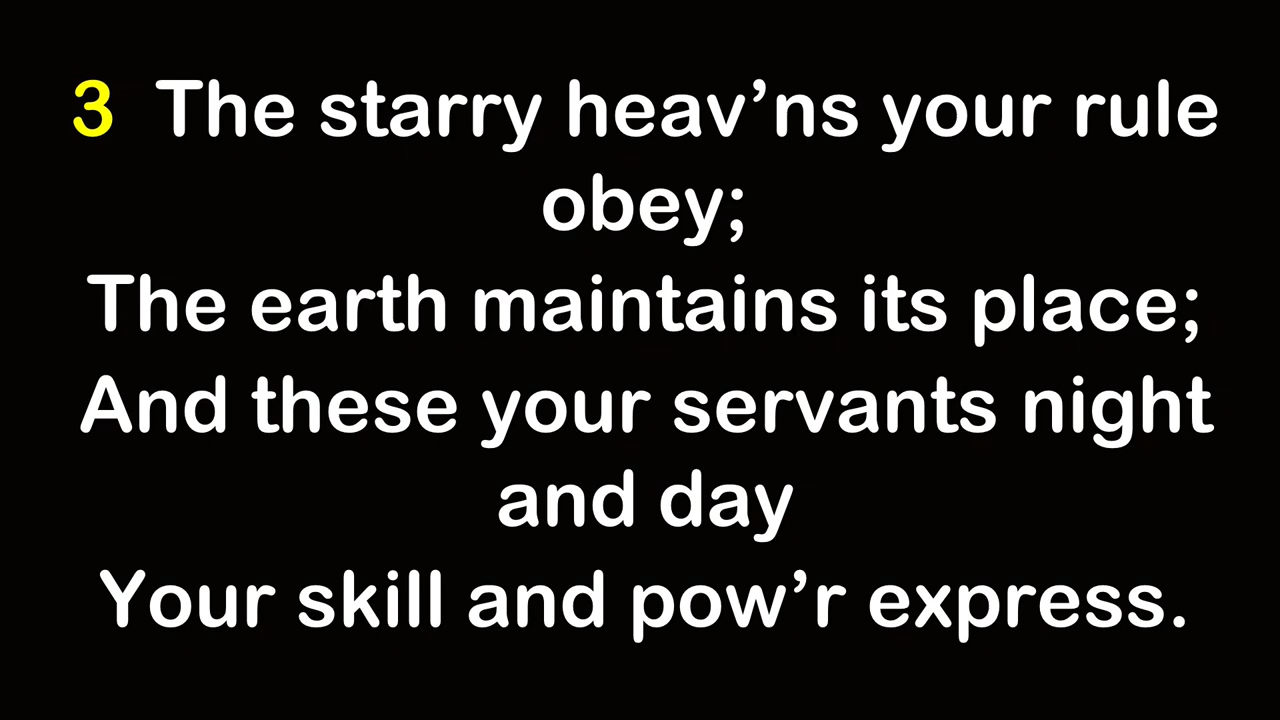 3 The starry heav’ns your rule
obey;
The earth maintains its place;
And these your servants night
and day
Your skill and pow’r express.